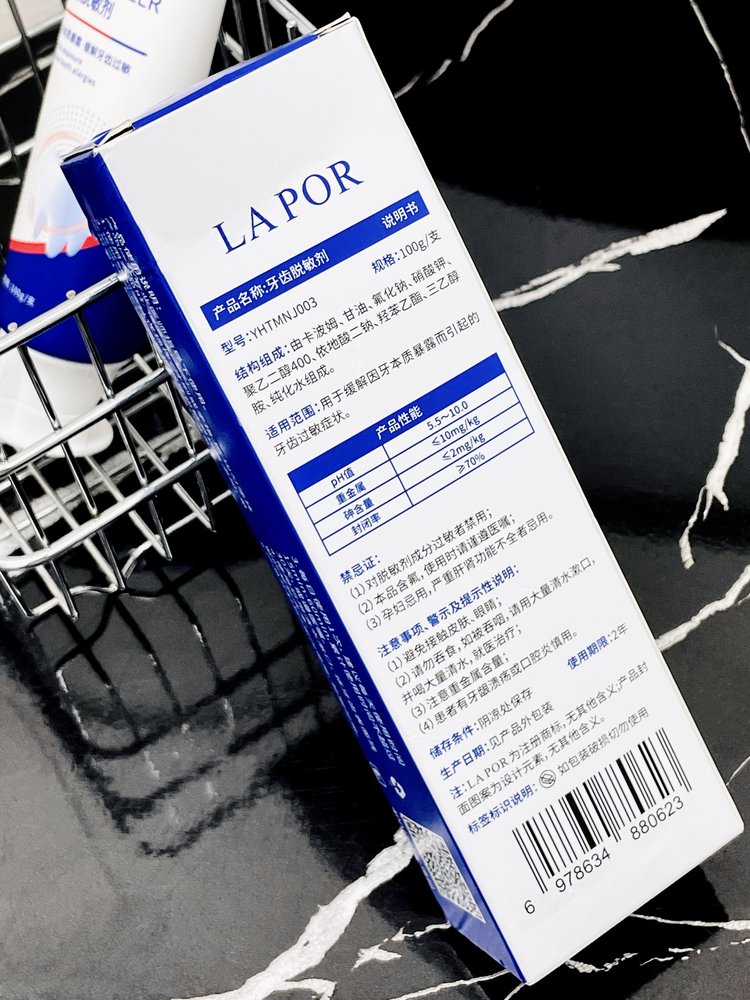 脱敏剂
LAPOR
说明书
产品名称:牙齿脱敏剂
型号:YHTMNJ003
规格:100g/支
结构组成:由卡波姆、甘油、氟化钠、硝酸钾、
聚乙二醇400、依地酸二钠、羟苯乙酯、三乙醇
胺、纯化水组成。
适用范围:用于缓解因牙本质暴露而引起的
牙齿过敏症状。
产品性能
pH值 5.5~10.0
重金属 ≤10mg/kg
砷含量 ≤2mg/kg
封闭率 ≥70%
禁忌证:
(1) 对脱敏剂成分过敏者禁用;
(2) 本品含氟,使用时请谨遵医嘱;
(3) 孕妇忌用,严重肝肾功能不全者忌用。
注意事项、警示及提示性说明:
(1) 避免接触皮肤、眼睛;
(2) 请勿吞食,如被吞咽,请用大量清水漱口,
并喝大量清水,就医治疗;
(3) 注意重金属含量;
(4) 患者有牙龈溃疡或口腔炎慎用。
储存条件:阴凉处保存
使用期限:2年
生产日期:见产品外包装
注:LAPOR为注册商标,无其他含义;产品封
面图案为设计元素,无其他含义。
标签标识说明: 如包装破损切勿使用
6 978634 880623